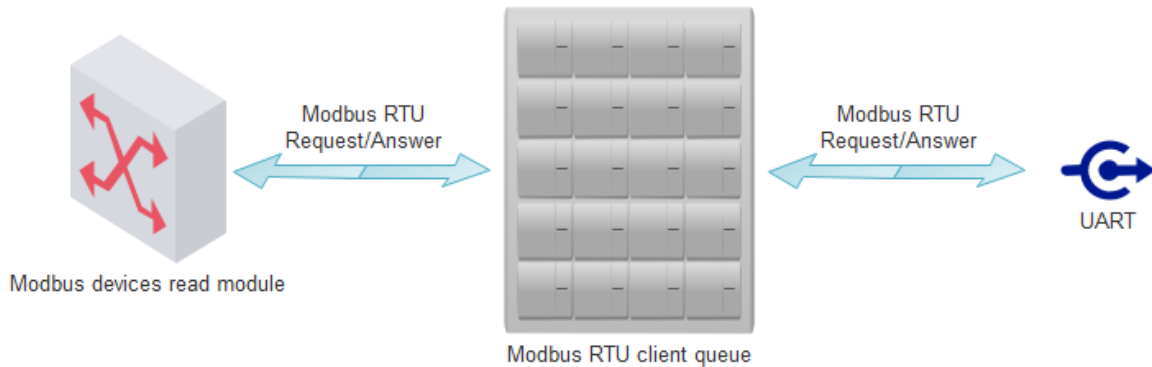 Modbus RTU
Request/Answer
Modbus RTU
Request/Answer
UART
Modbus devices read module
Modbus RTU client queue